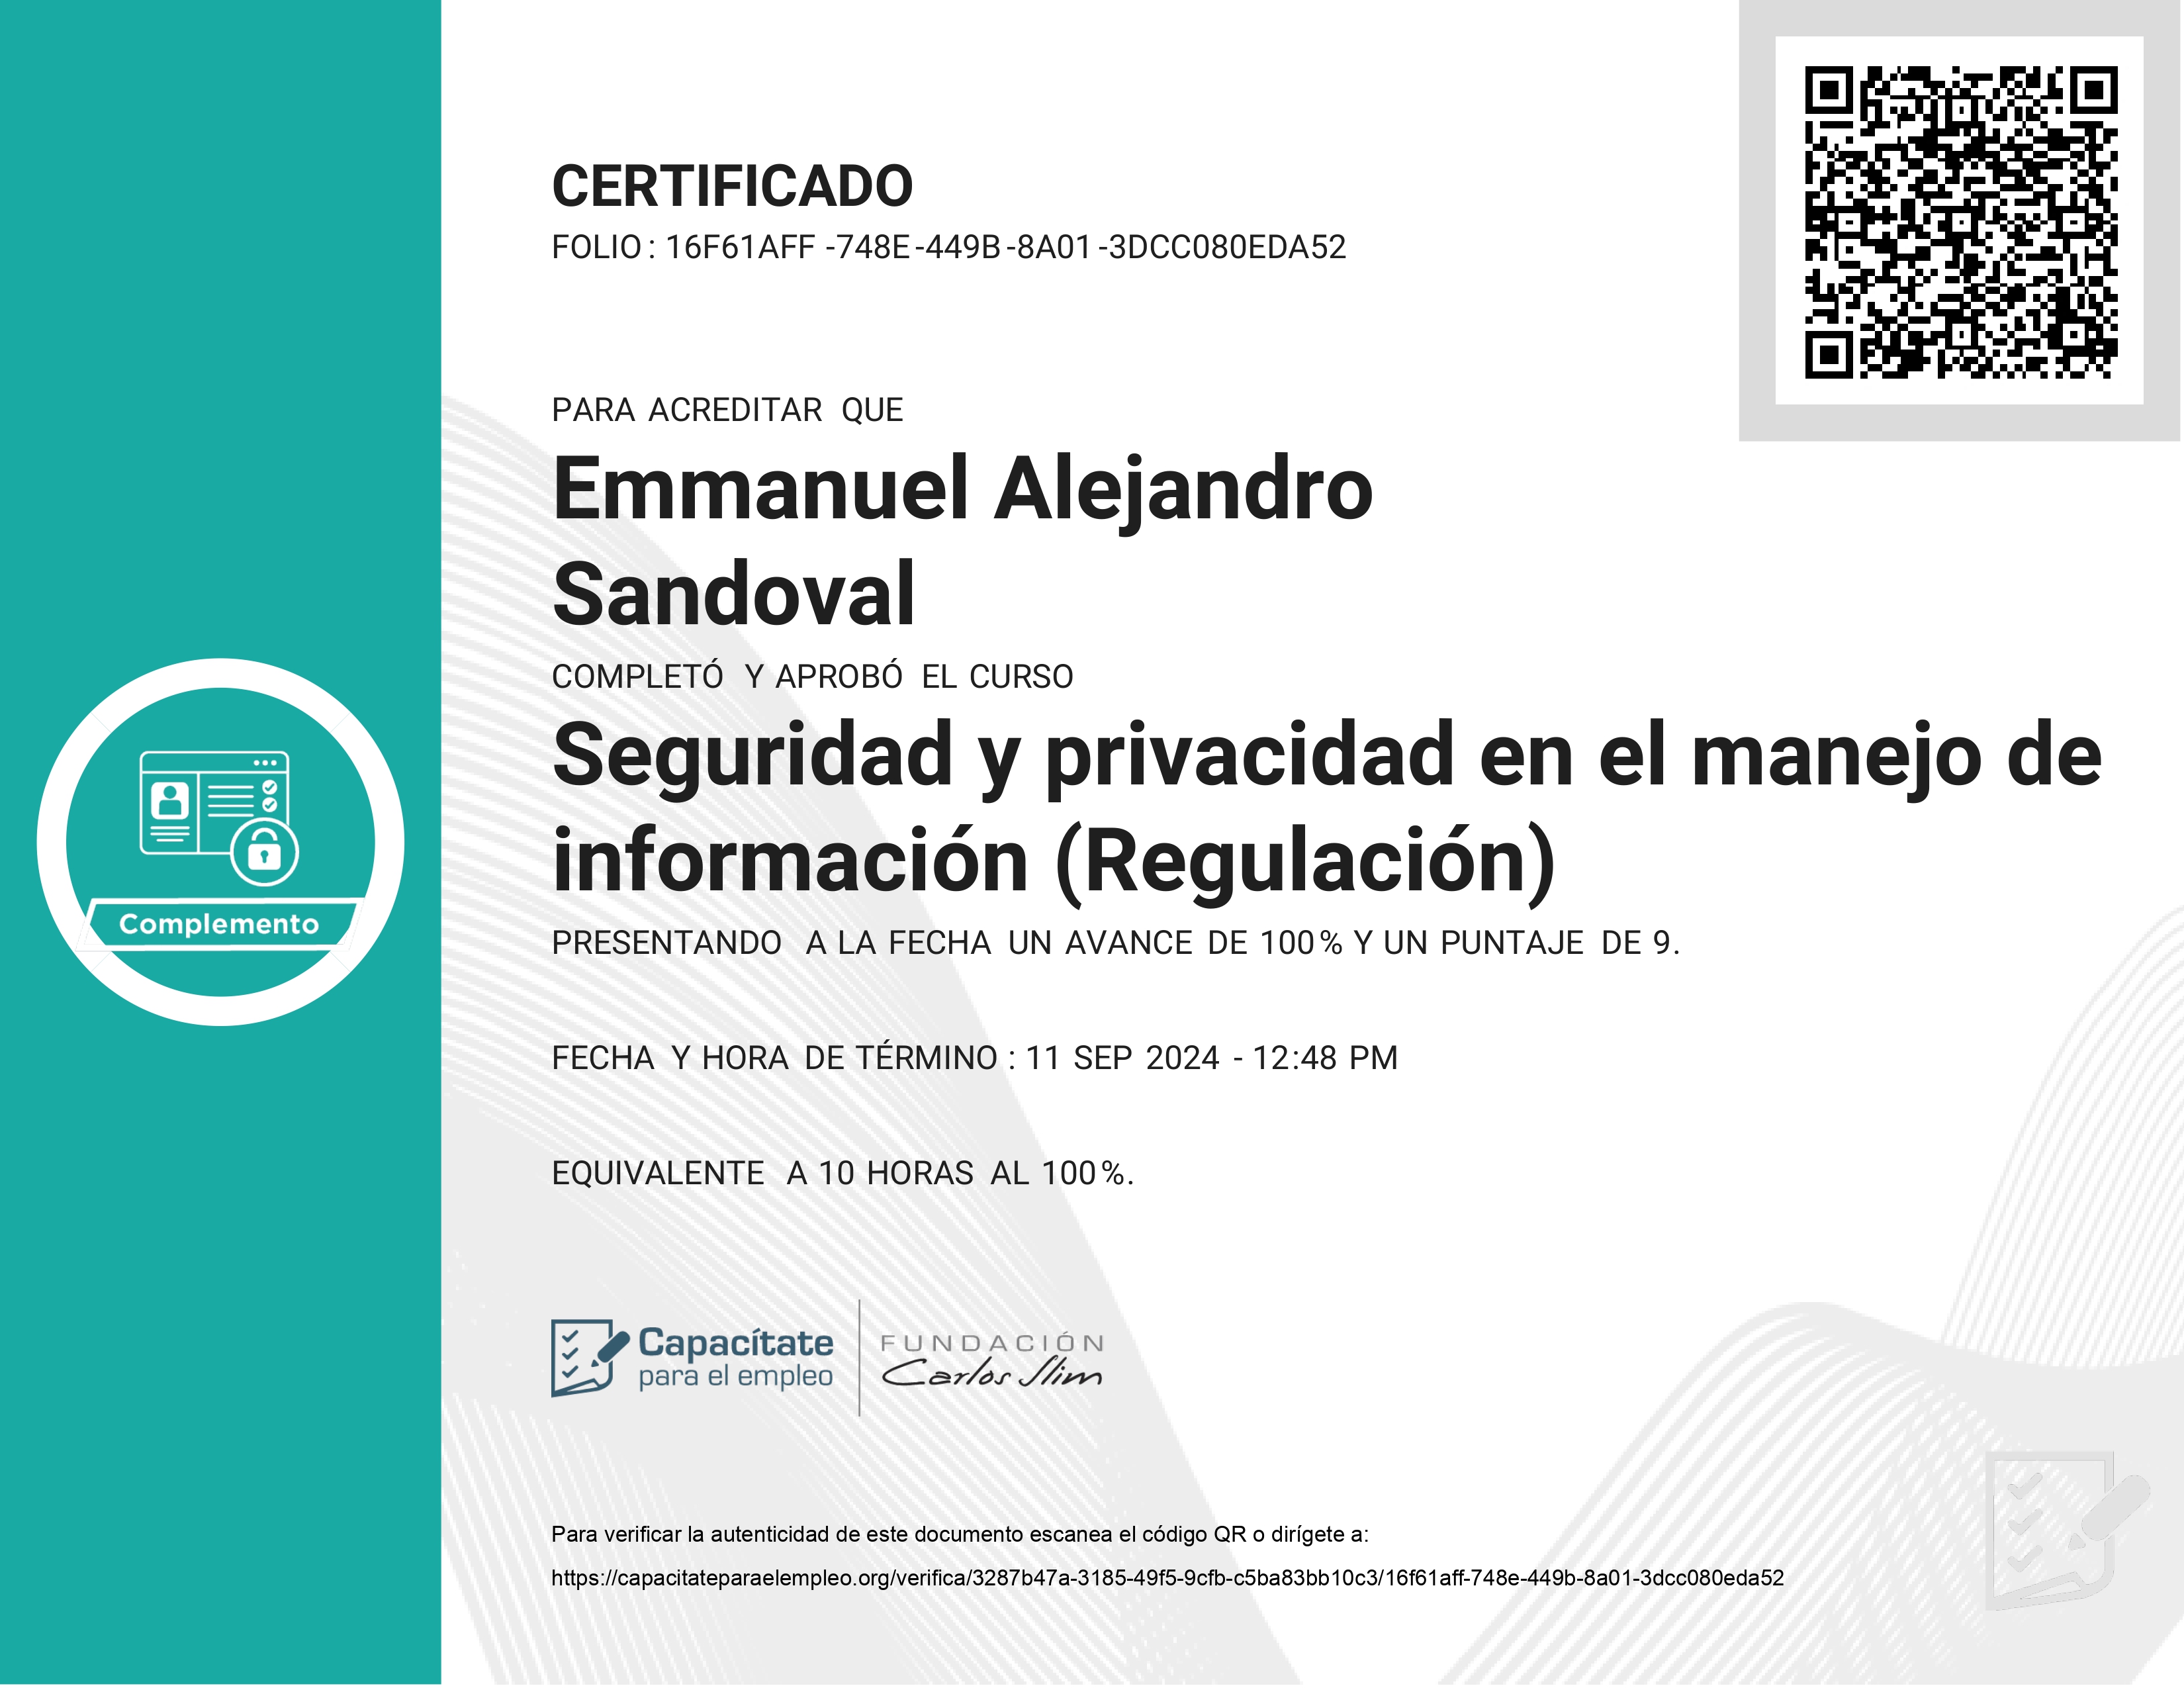 CERTIFICADO
FOLIO: 16F61AFF-748E-449B-8A01-3DCC080EDA52
PARA ACREDITAR QUE
Emmanuel Alejandro
Sandoval
COMPLETÓ Y APROBÓ EL CURSO
Seguridad y privacidad en el manejo de
información (Regulación)
PRESENTANDO A LA FECHA UN AVANCE DE 100% Y UN PUNTAJE DE 9.
Complemento
FECHA Y HORA DE TÉRMINO: 11 SEP 2024 - 12:48 PM
EQUIVALENTE A 10 HORAS AL 100%.
Capacítate
para el empleo
FUNDACIÓN
Carlos Slim
Para verificar la autenticidad de este documento escanea el código QR o dirígete a:
https://capacitateparaelempleo.org/verifica/3287b47a-3185-49f5-9cfb-c5ba83bb10c3/16f61aff-748e-449b-8a01-3dcc080eda52